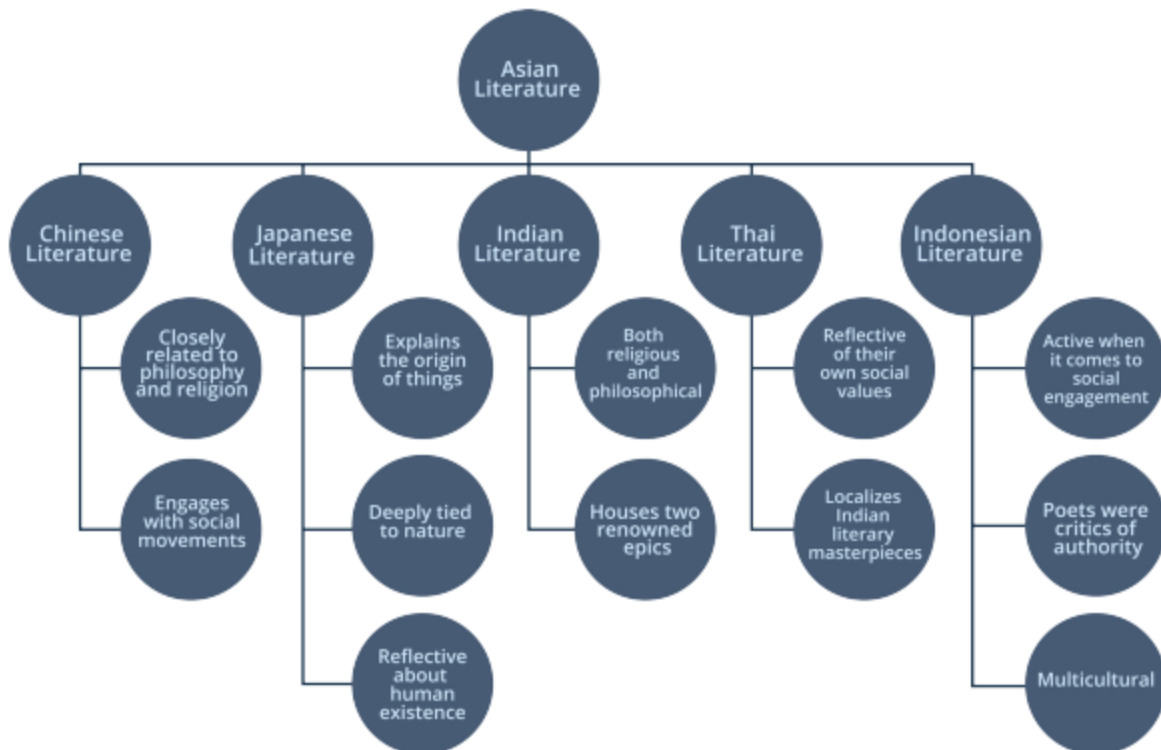 Asian
Literature
Chinese
Literature
Japanese
Literature
Indian
Literature
Thai
Literature
Indonesian
Literature
Closely
related to
philosophy
and religion
Explains
the origin
of things
Both
religious
and
philosophical
Reflective
of their
own social
values
Active when
it comes to
social
engagement
Engages
with social
movements
Deeply tied
to nature
Houses two
renowned
epics
Localizes
Indian
literary
masterpieces
Poets were
critics of
authority
Reflective
about
human
existence
Multicultural